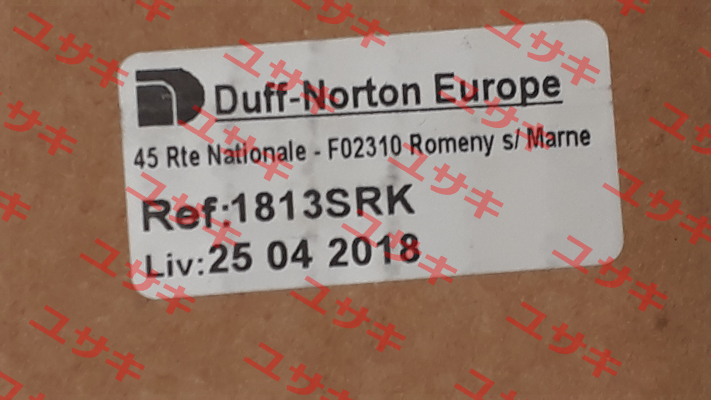 Duff-Norton Europe
45 Rte Nationale - F02310 Romeny s/ Marne
Ref:1813SRK
Liv:25 04 2018
ユサキ